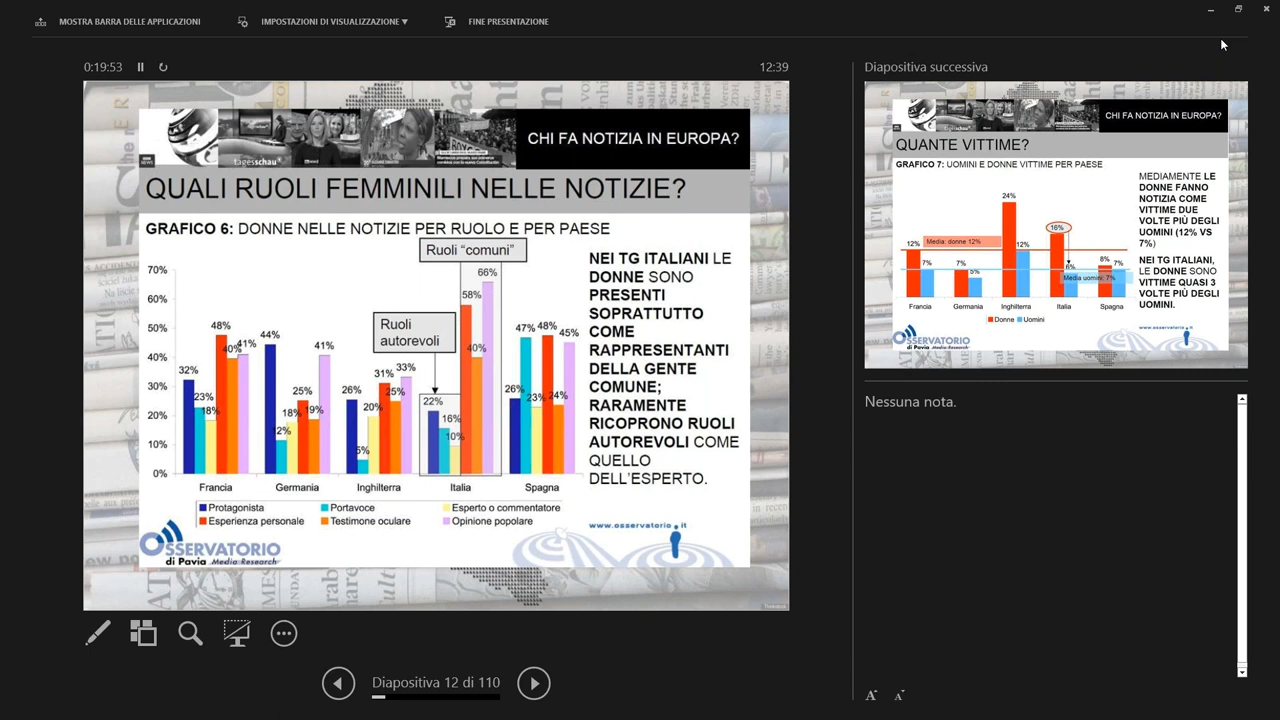 MOSTRA BARRA DELLE APPLICAZIONI
IMPOSTAZIONI DI VISUALIZZAZIONE ▼
FINE PRESENTAZIONE
0:19:53
12:39
CHI FA NOTIZIA IN EUROPA?
tagesschau
QUALI RUOLI FEMMINILI NELLE NOTIZIE?
GRAFICO 6: DONNE NELLE NOTIZIE PER RUOLO E PER PAESE
Ruoli “comuni”
Ruoli
autorevoli
70%
60%
50%
40%
30%
20%
10%
0%
32%
23%
18%
48%
40%
41%
44%
12%
18%
25%
19%
41%
26%
5%
20%
31%
25%
33%
22%
16%
10%
58%
40%
66%
26%
47%
23%
48%
24%
45%
Francia
Germania
Inghilterra
Italia
Spagna
Protagonista
Portavoce
Esperto o commentatore
Esperienza personale
Testimone oculare
Opinione popolare
NEI TG ITALIANI LE
DONNE SONO
PRESENTI
SOPRATTUTTO
COME
RAPPRESENTANTI
DELLA GENTE
COMUNE;
RARAMENTE
RICOPRONO RUOLI
AUTOREVOLI COME
QUELLO
DELL’ESPERTO.
OSSERVATORIO
di Pavia Media Research
www.osservatorio.it
Diapositiva 12 di 110
Diapositiva successiva
CHI FA NOTIZIA IN EUROPA?
QUANTE VITTIME?
GRAFICO 7: UOMINI E DONNE VITTIME PER PAESE
12%
7%
7%
5%
24%
12%
16%
6%
8%
7%
Media: donne 12%
Media uomini: 7%
Francia
Germania
Inghilterra
Italia
Spagna
Donne
Uomini
MEDIAMENTE LE
DONNE FANNO
NOTIZIA COME
VITTIME DUE
VOLTE PIÙ DEGLI
UOMINI (12% VS
7%)
NEI TG ITALIANI,
LE DONNE SONO
VITTIME QUASI 3
VOLTE PIÙ DEGLI
UOMINI.
OSSERVATORIO
di Pavia Media Research
www.osservatorio.it
Nessuna nota.